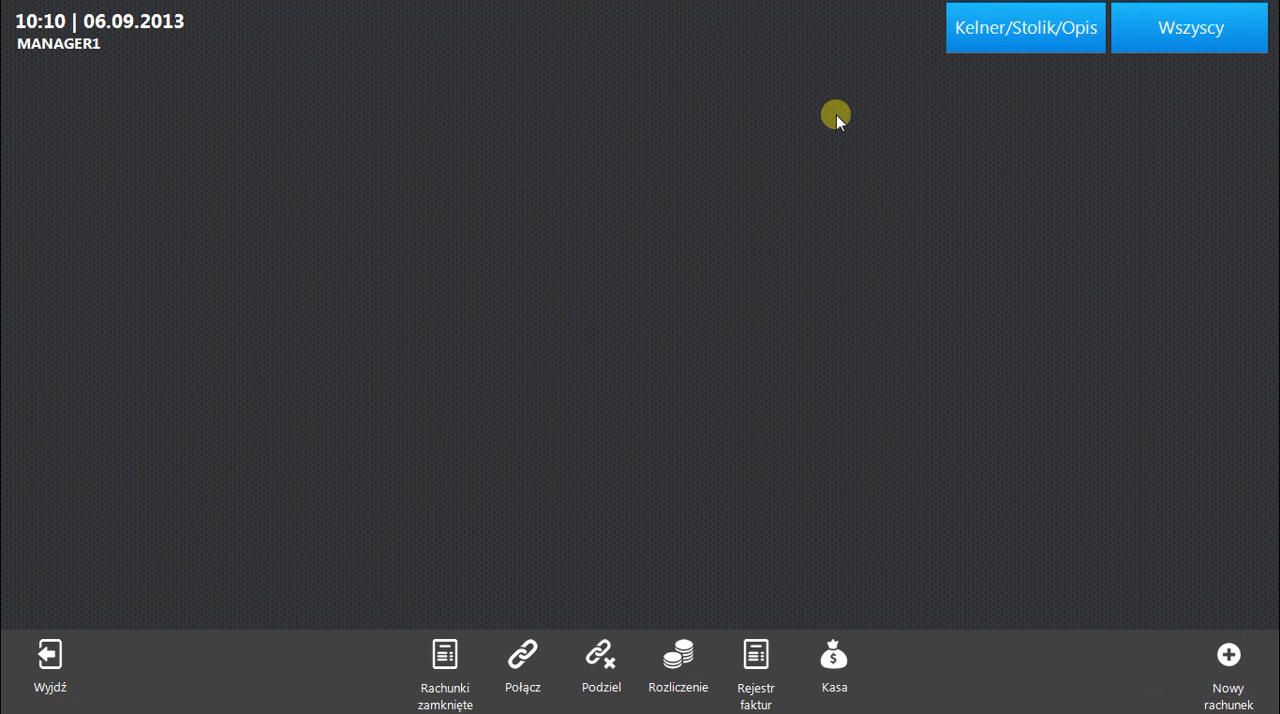 10:10 | 06.09.2013
MANAGER1
Kelner/Stolik/Opis
Wszyscy
Wyjdź
Rachunki
zamknięte
Połącz
Podziel
Rozliczenie
Rejestr
faktur
Kasa
Nowy
rachunek